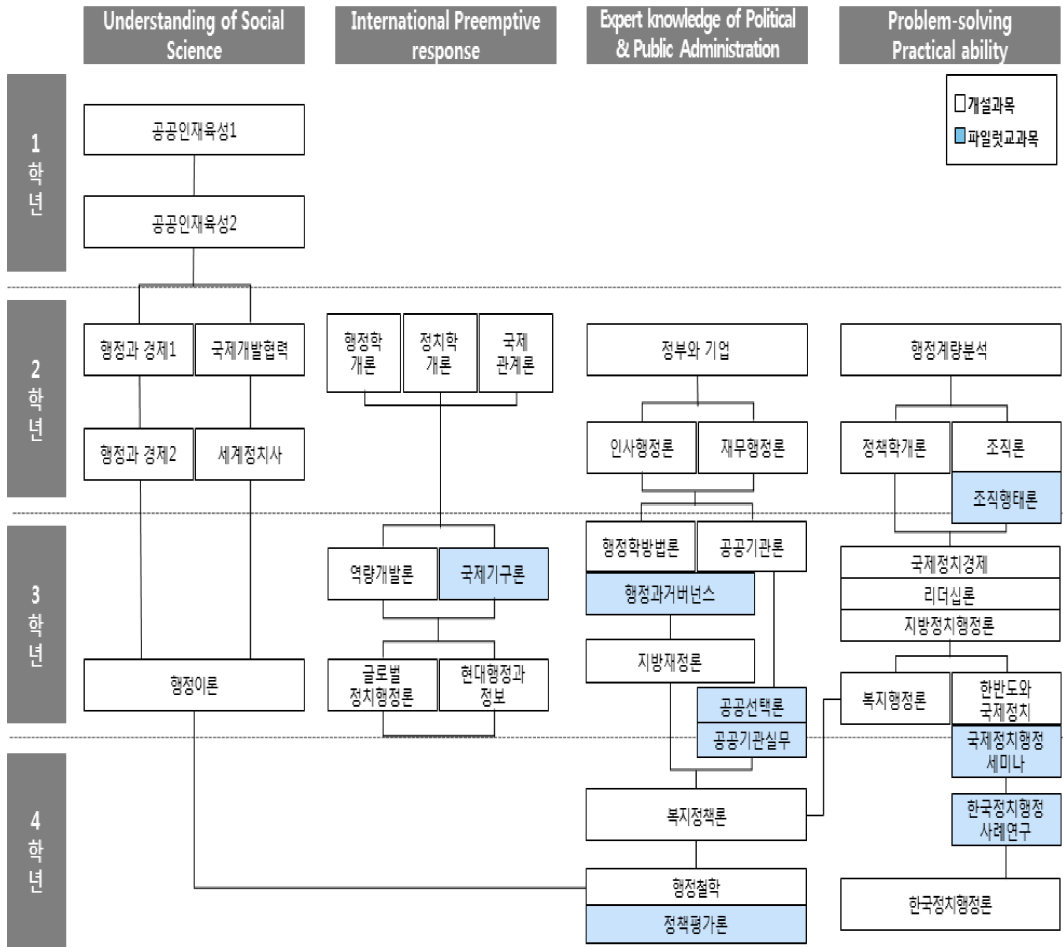 Understanding of Social
Science
International Preemptive
response
Expert knowledge of Political
& Public Administration
Problem-solving
Practical ability
개설과목
파일럿교과목
1
학
년
공공인재육성1
공공인재육성2
2
학
년
행정과 경제1
국제개발협력
행정학
개론
정치학
개론
국제
관계론
정부와 기업
행정계량분석
행정과 경제2
세계정치사
인사행정론
재무행정론
정책학개론
조직론
조직행태론
3
학
년
역량개발론
국제기구론
행정학방법론
공공기관론
행정과거버넌스
국제정치경제
리더십론
지방정치행정론
행정이론
글로벌
정치행정론
현대행정과
정보
지방재정론
공공선택론
공공기관실무
복지행정론
한반도와
국제정치
국제정치행정
세미나
4
학
년
복지정책론
한국정치행정
사례연구
행정철학
정책평가론
한국정치행정론